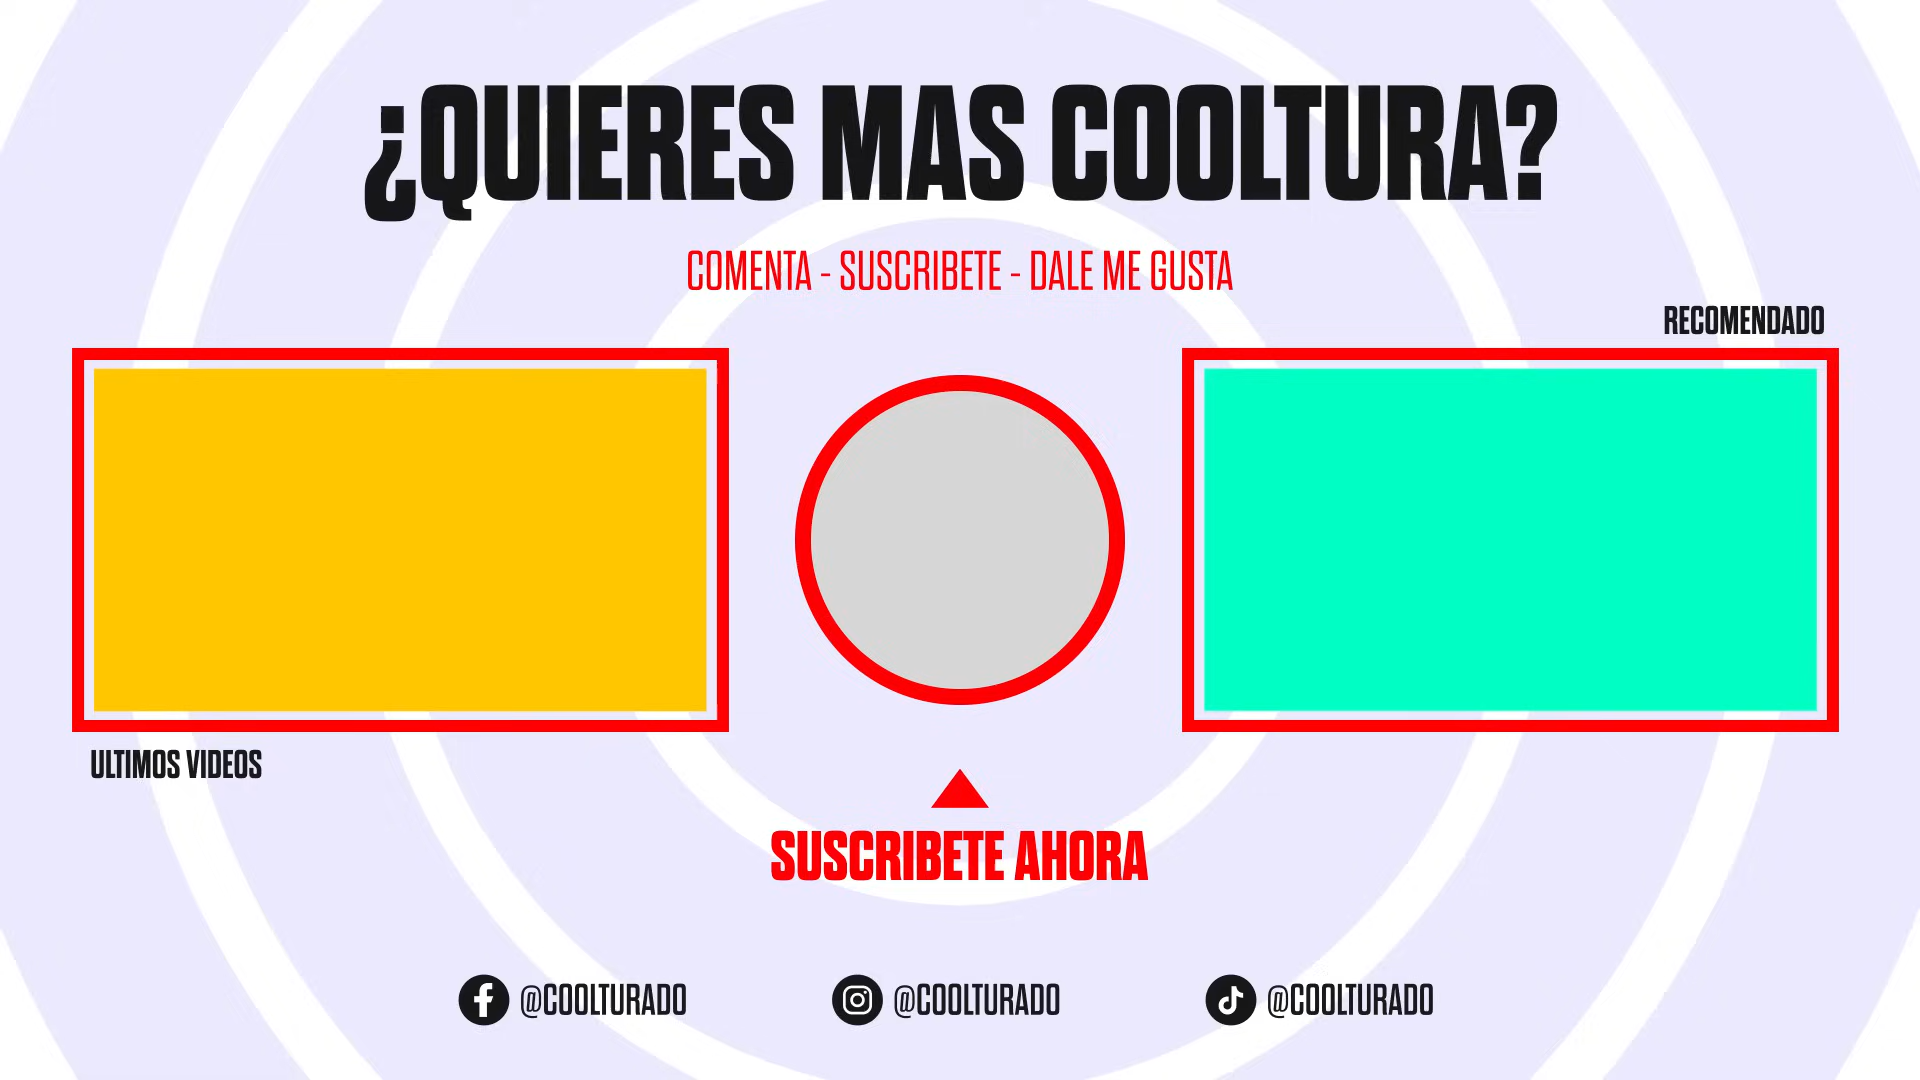 ¿QUIERES MAS COOLTURA?
COMENTA - SUSCRIBETE - DALE ME GUSTA
RECOMENDADO
ULTIMOS VIDEOS
SUSCRIBETE AHORA
@COOLTURADO
@COOLTURADO
@COOLTURADO